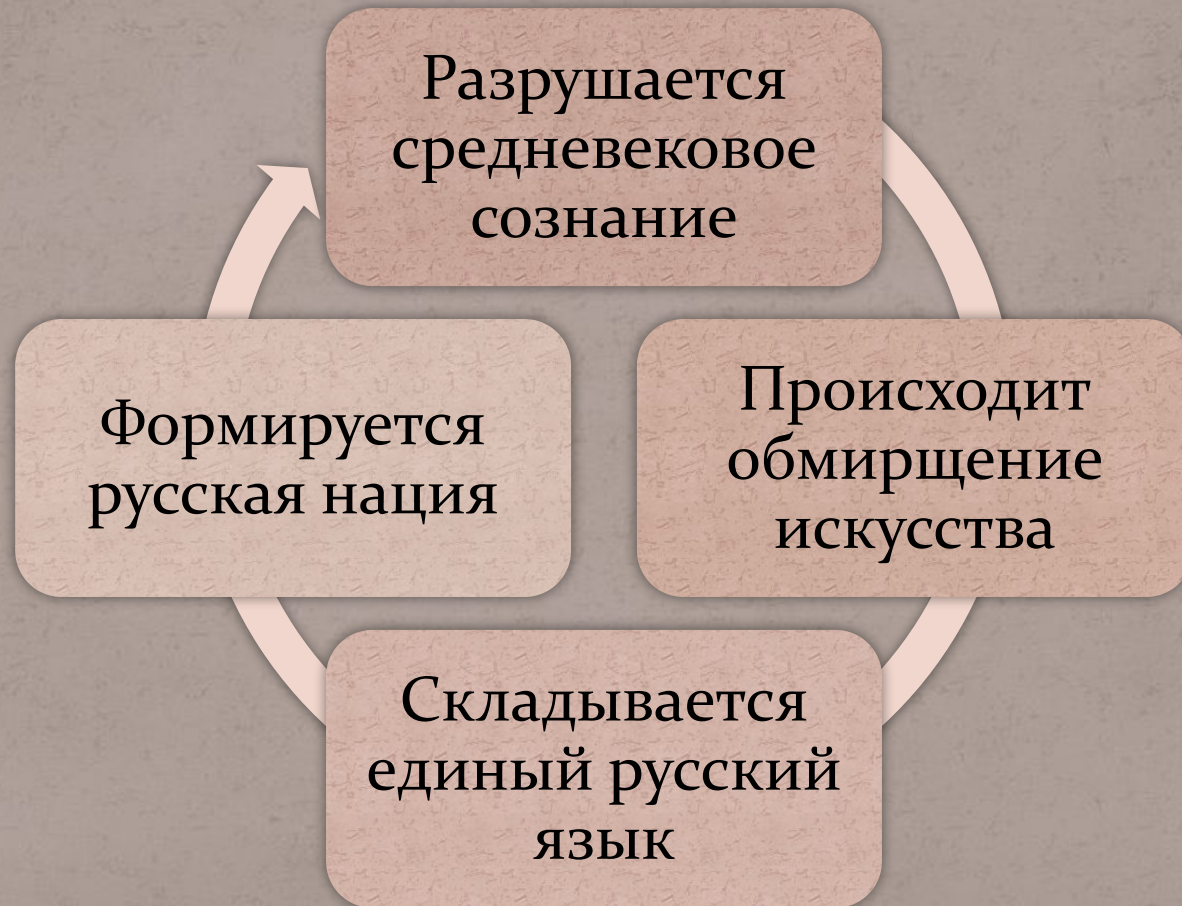 Разрушается
средневековое
сознание
Происходит
обмирщение
искусства
Складывается
единый русский
язык
Формируется
русская нация